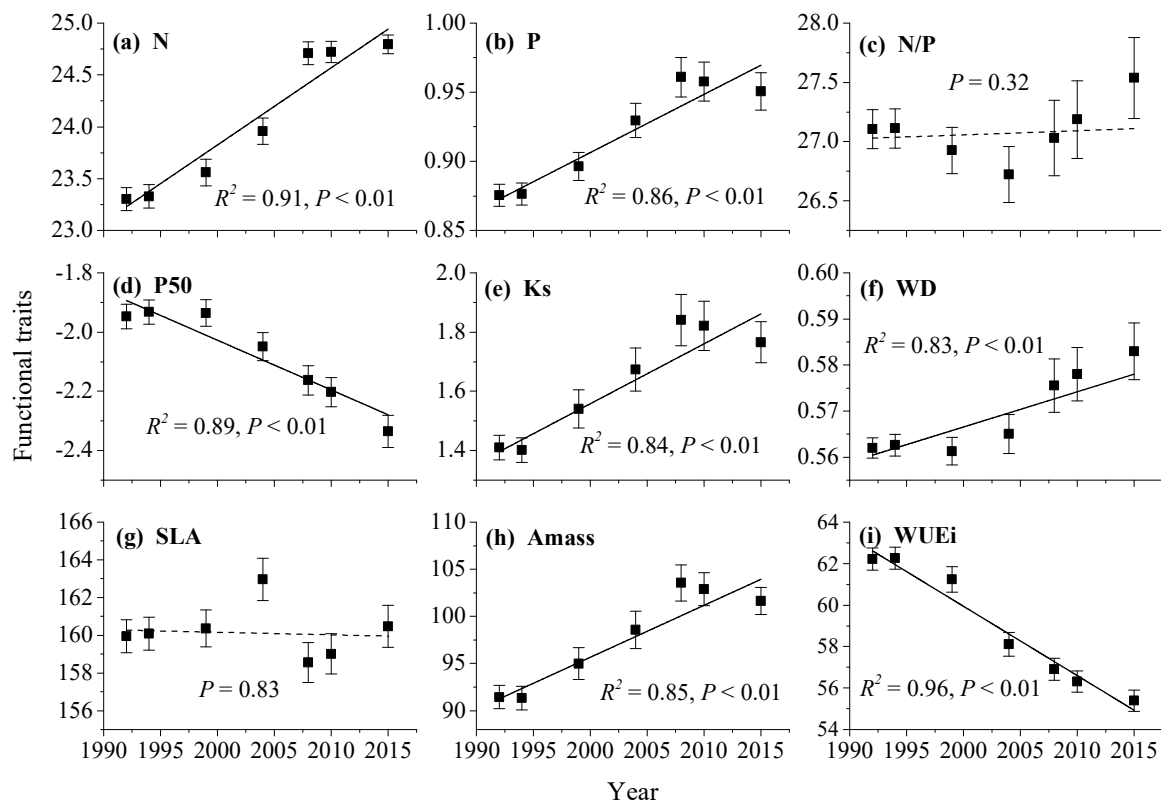 25.0
24.5
24.0
23.5
23.0
(a) N
R² = 0.91, P < 0.01
1.00
0.95
0.90
0.85
(b) P
R² = 0.86, P < 0.01
28.0
27.5
27.0
26.5
(c) N/P
P = 0.32
Functional traits
-1.8
-2.0
-2.2
-2.4
(d) P50
R² = 0.89, P < 0.01
2.0
1.8
1.6
1.4
(e) Ks
R² = 0.84, P < 0.01
0.60
0.59
0.58
0.57
0.56
(f) WD
R² = 0.83, P < 0.01
166
164
162
160
158
156
(g) SLA
P = 0.83
1990 1995 2000 2005 2010 2015
110
105
100
95
90
(h) Amass
R² = 0.85, P < 0.01
1990 1995 2000 2005 2010 2015
64
62
60
58
56
54
(i) WUEi
R² = 0.96, P < 0.01
1990 1995 2000 2005 2010 2015
Year